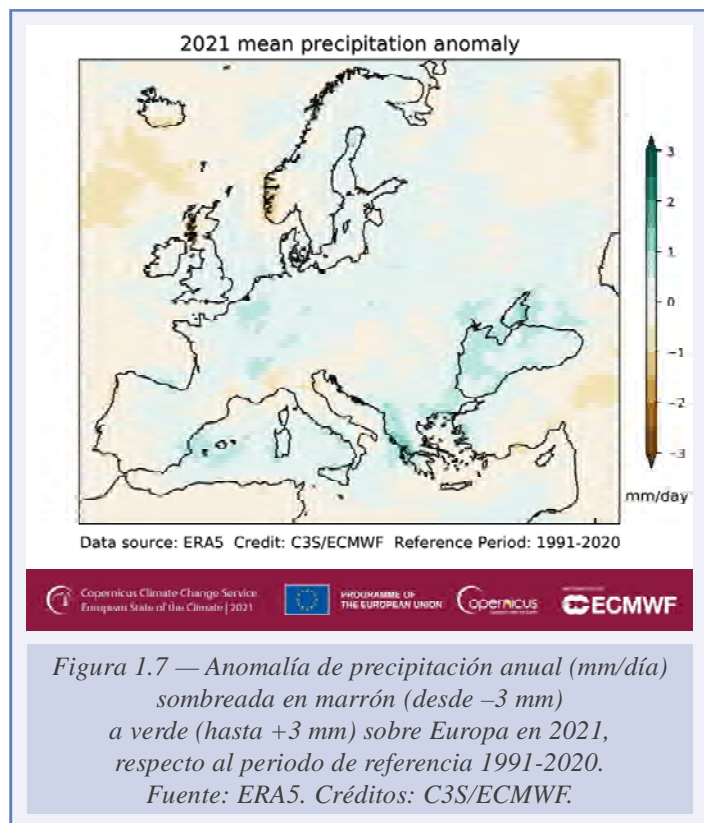 2021 mean precipitation anomaly
3
2
1
0
−1
−2
−3
mm/day
Data source: ERA5 Credit: C3S/ECMWF Reference Period: 1991-2020
Copernicus Climate Change Service
European State of the Climate | 2021
PROGRAMME OF
THE EUROPEAN UNION
Copernicus
ECMWF
Figura 1.7 — Anomalía de precipitación anual (mm/día)
sombreada en marrón (desde –3 mm)
a verde (hasta +3 mm) sobre Europa en 2021,
respecto al periodo de referencia 1991-2020.
Fuente: ERA5. Créditos: C3S/ECMWF.